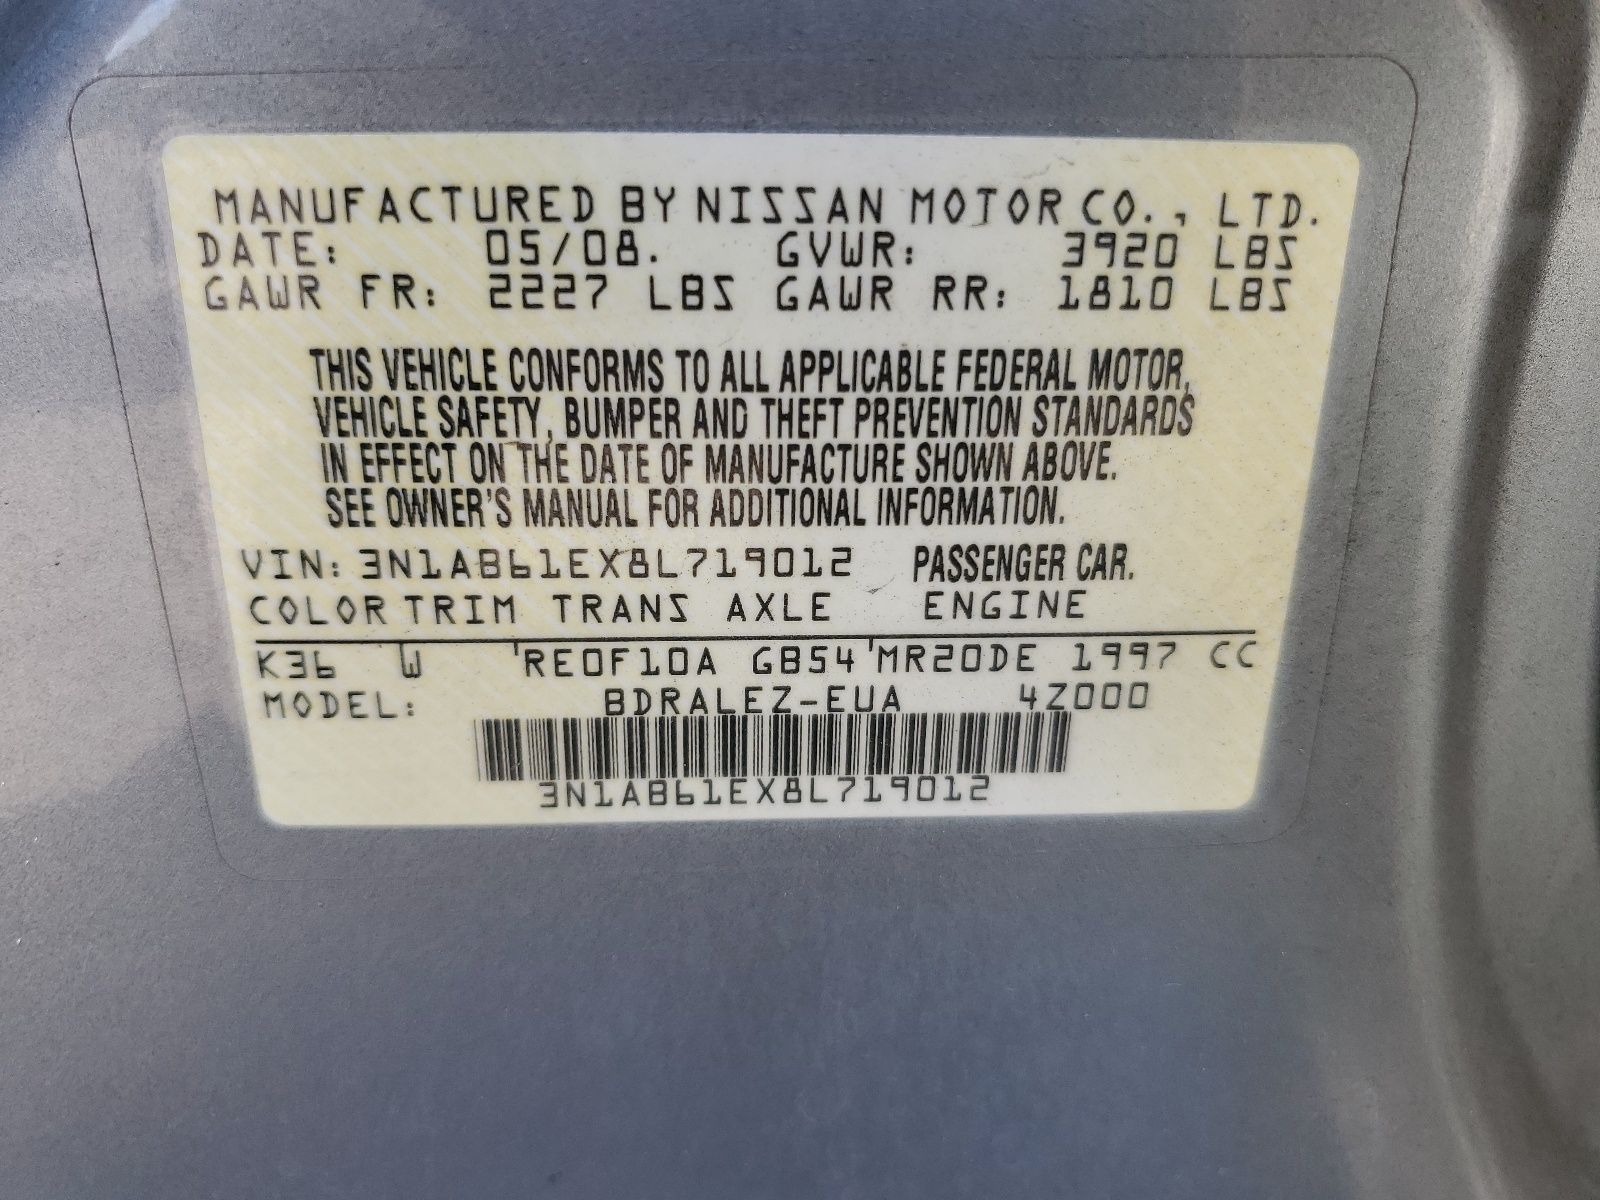 MANUFACTURED BY NISSAN MOTOR CO., LTD.
DATE: 05/08. GVWR: 3920 LBS
GAWR FR: 2227 LBS GAWR RR: 1810 LBS
THIS VEHICLE CONFORMS TO ALL APPLICABLE FEDERAL MOTOR,
VEHICLE SAFETY, BUMPER AND THEFT PREVENTION STANDARDS
IN EFFECT ON THE DATE OF MANUFACTURE SHOWN ABOVE.
SEE OWNER'S MANUAL FOR ADDITIONAL INFORMATION.
VIN: 3N1AB61EX8L719012 PASSENGER CAR.
COLOR TRIM TRANS AXLE ENGINE
K36 W 'RE0F10A GB54'MR20DE 1997 CC
MODEL: BDRALEZ-EUA 4Z000
3N1AB61EX8L719012